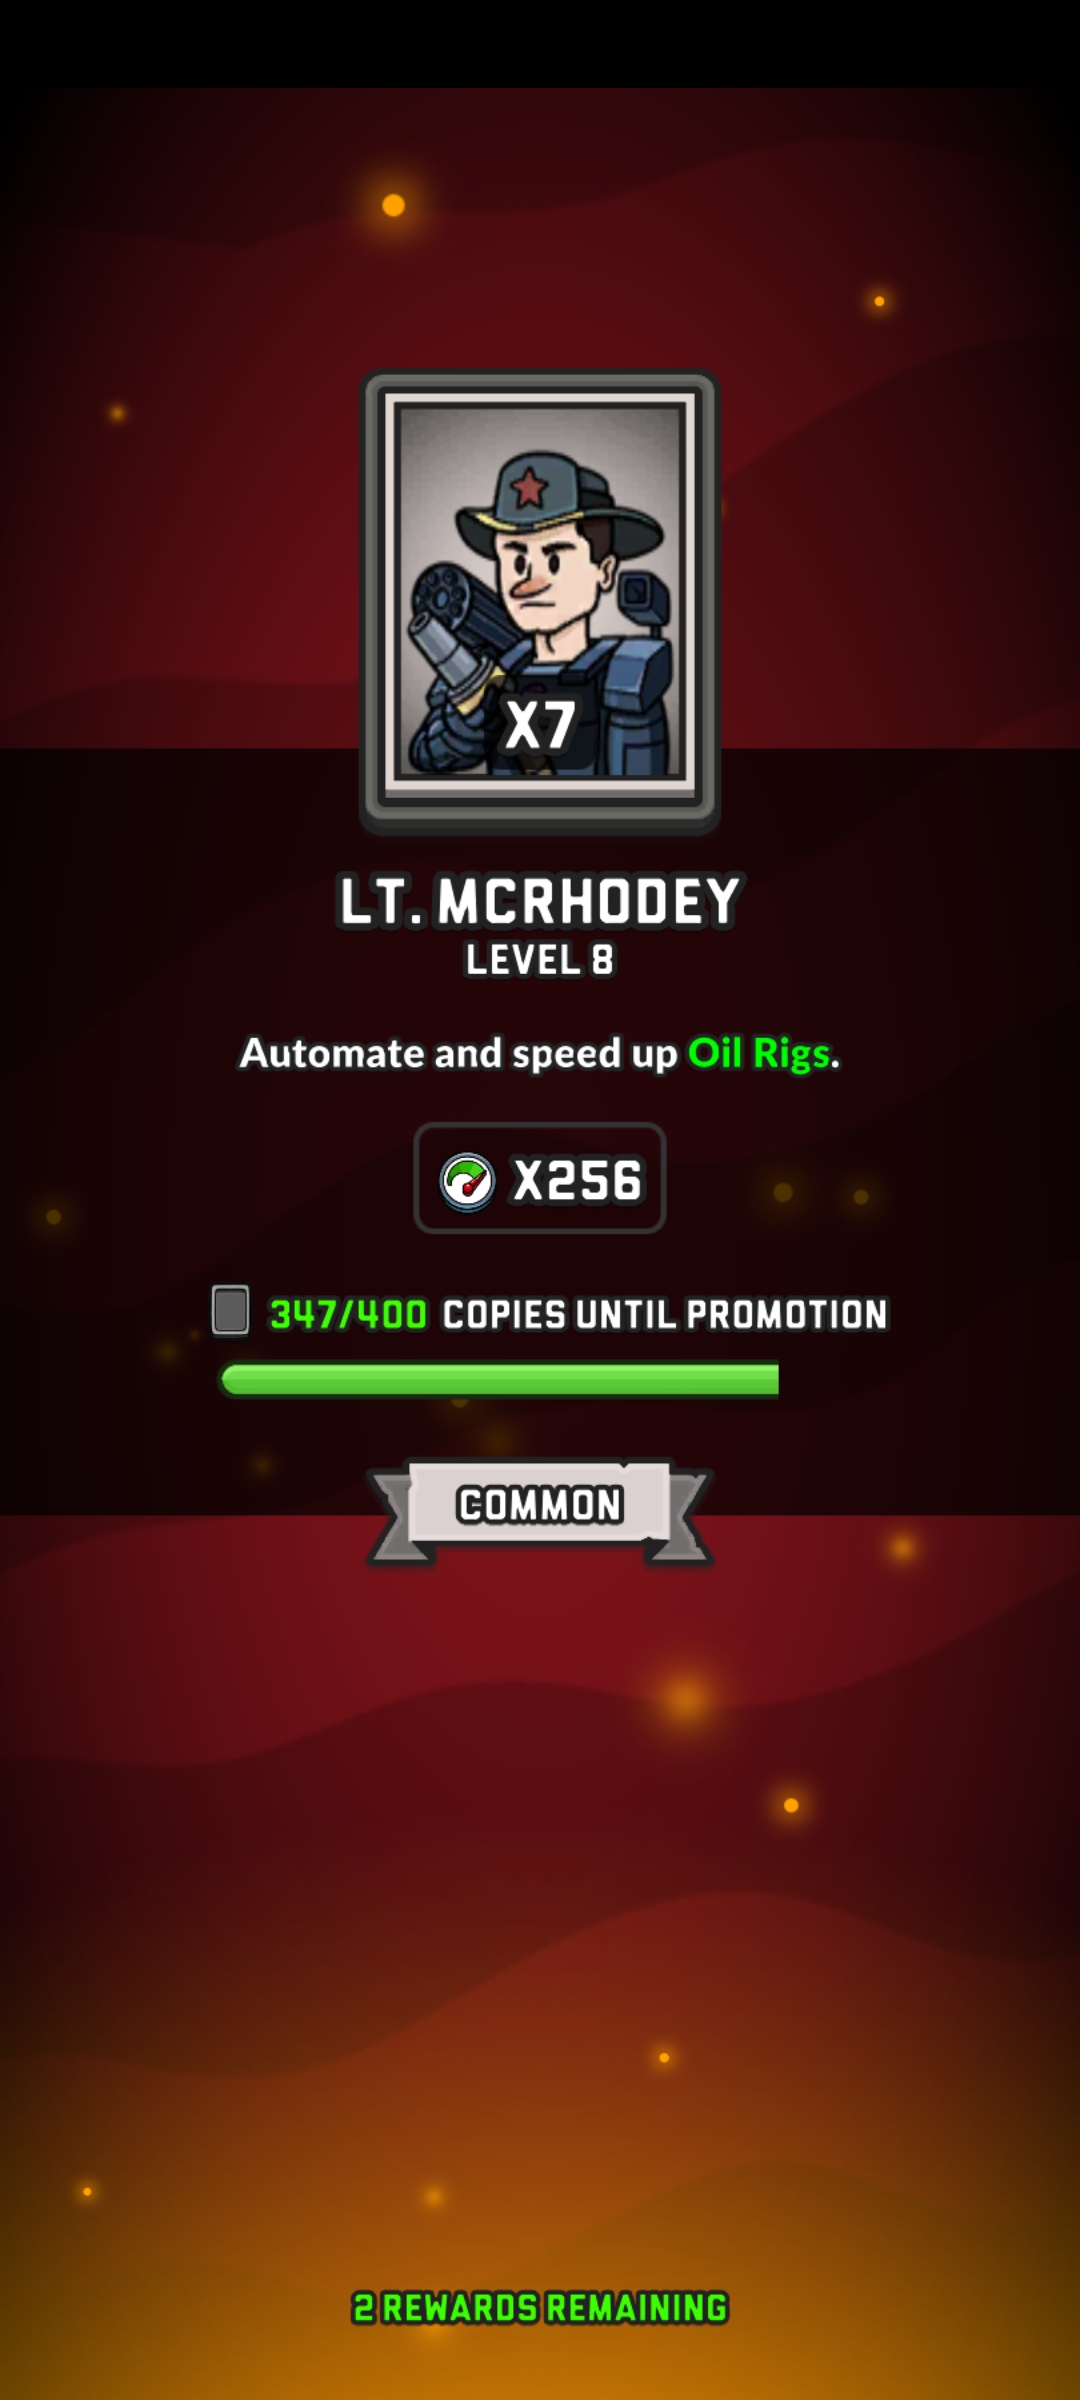 X7
LT. MCRHODEY
LEVEL 8
Automate and speed up Oil Rigs.
X256
347/400 COPIES UNTIL PROMOTION
COMMON
2 REWARDS REMAINING